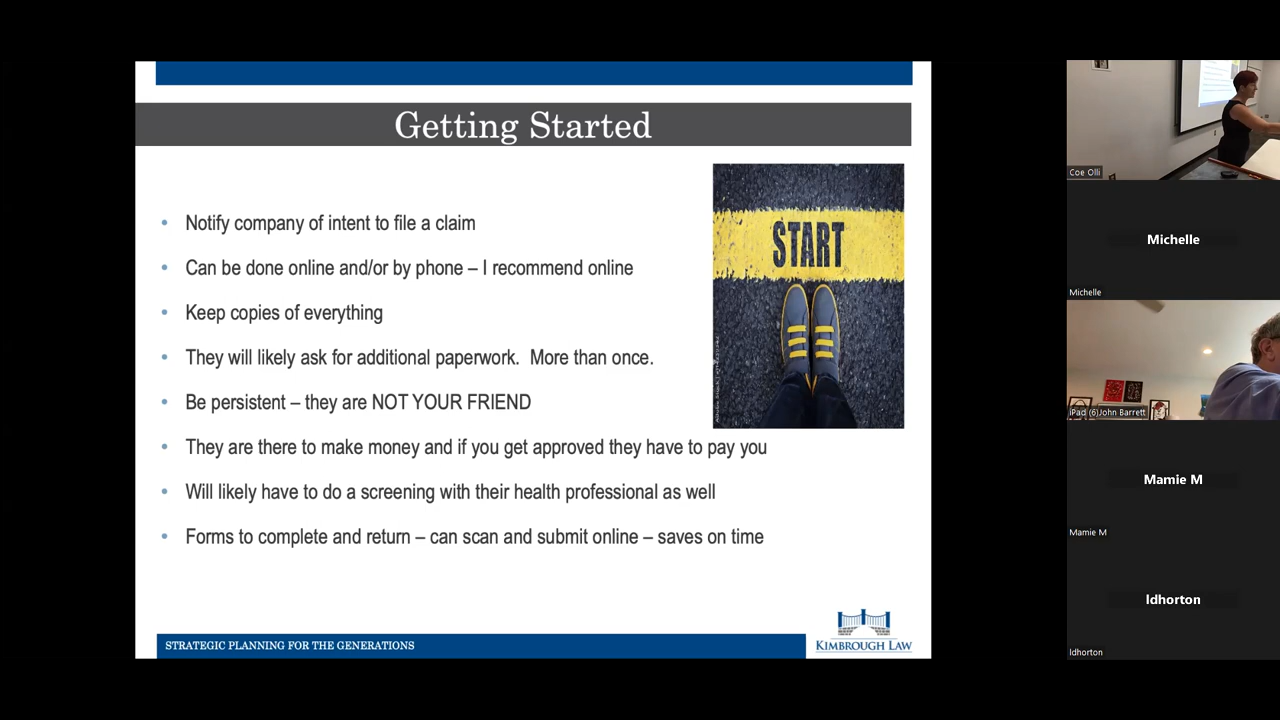 Getting Started
START
• Notify company of intent to file a claim
• Can be done online and/or by phone – I recommend online
• Keep copies of everything
• They will likely ask for additional paperwork.  More than once.
• Be persistent – they are NOT YOUR FRIEND
• They are there to make money and if you get approved they have to pay you
• Will likely have to do a screening with their health professional as well
• Forms to complete and return – can scan and submit online – saves on time
STRATEGIC PLANNING FOR THE GENERATIONS
KIMBROUGH LAW
Coe Olli
Michelle
Michelle
iPad (6)John Barrett
Mamie M
Mamie M
ldhorton
ldhorton